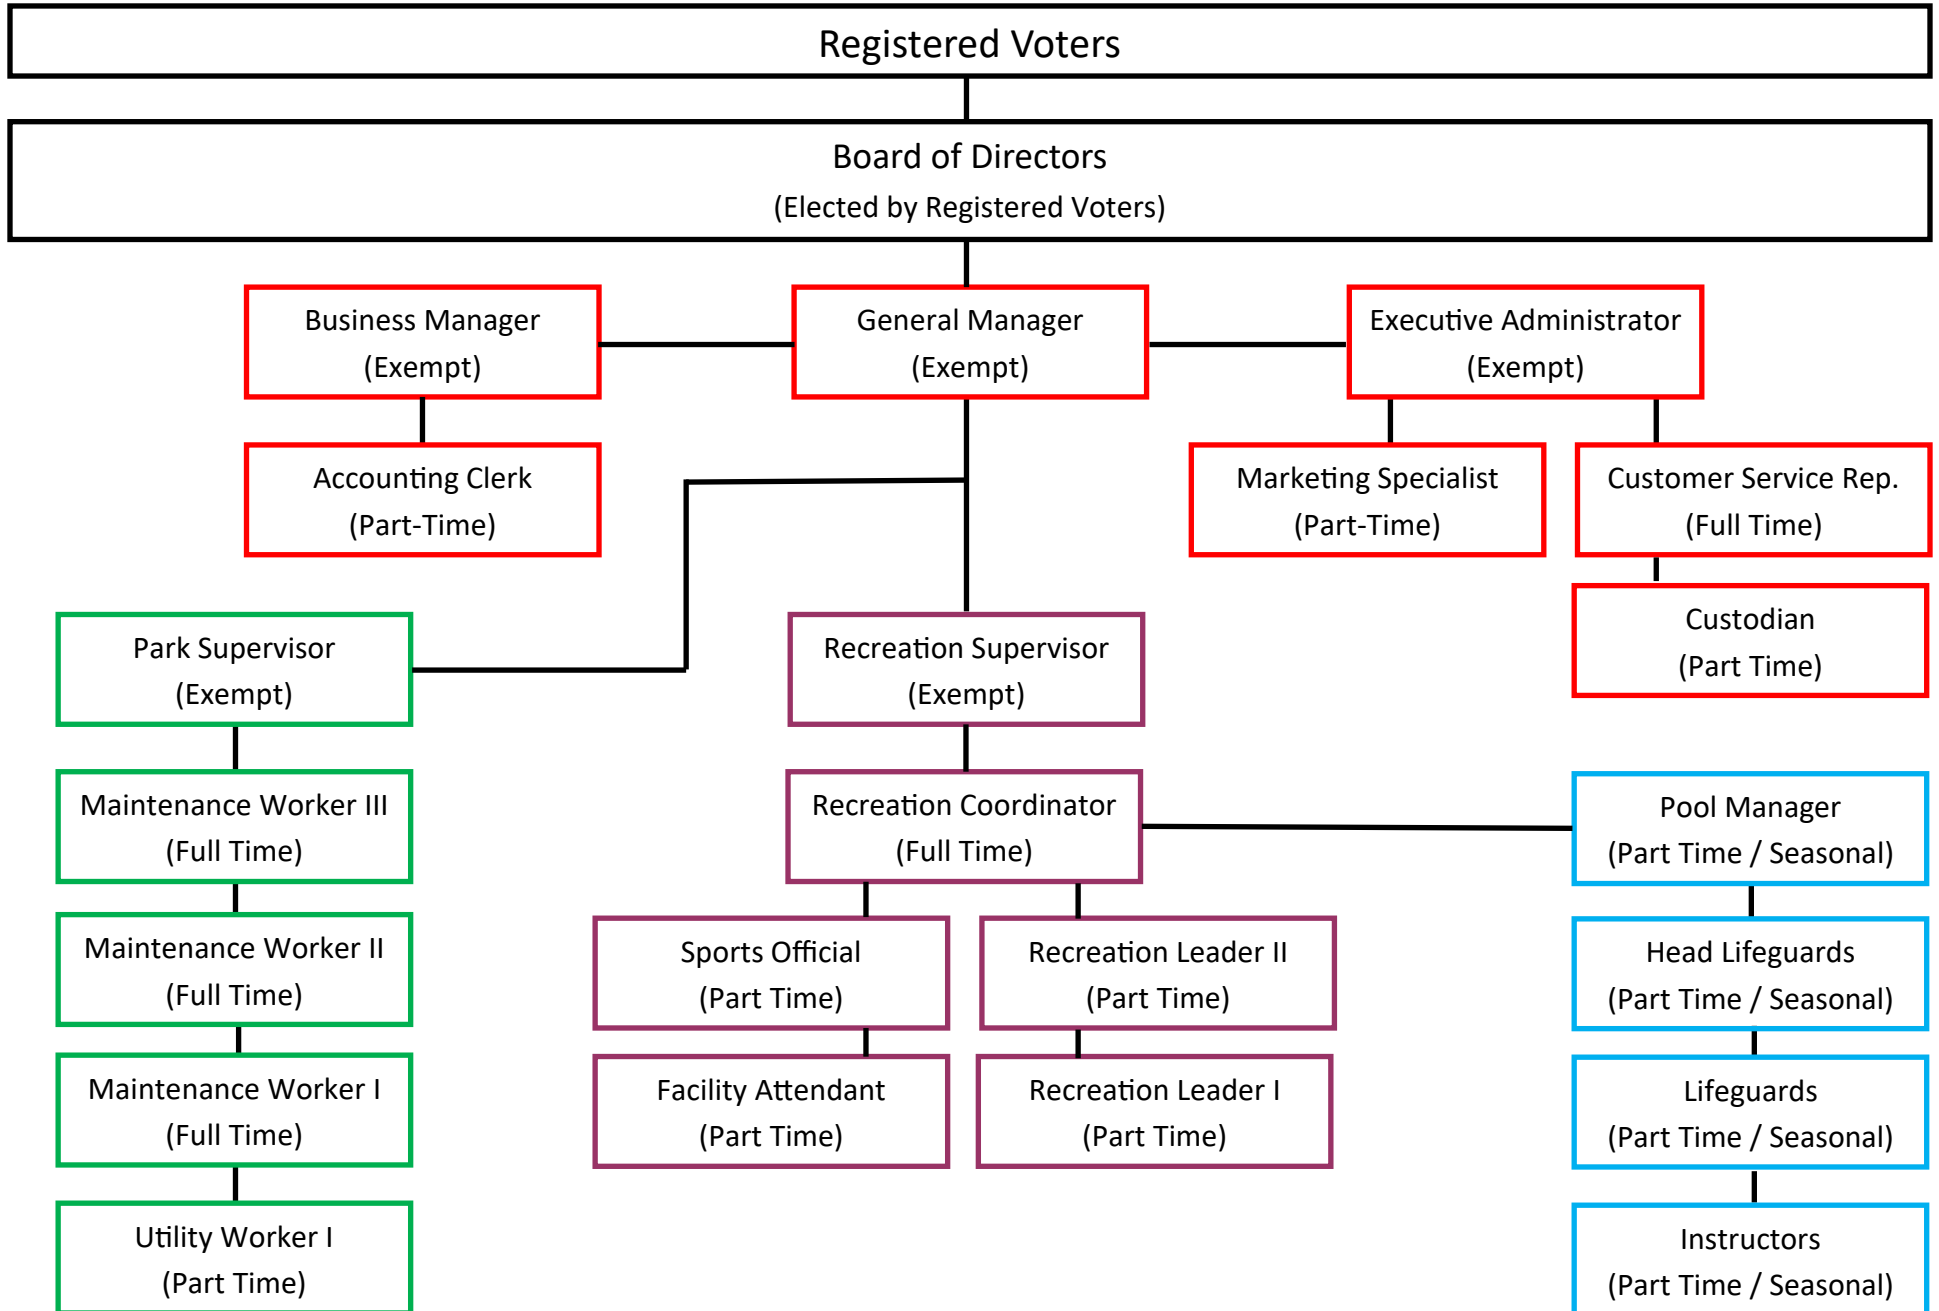 Registered Voters
Board of Directors
(Elected by Registered Voters)
Business Manager
(Exempt)
General Manager
(Exempt)
Executive Administrator
(Exempt)
Accounting Clerk
(Part-Time)
Marketing Specialist
(Part-Time)
Customer Service Rep.
(Full Time)
Custodian
(Part Time)
Park Supervisor
(Exempt)
Recreation Supervisor
(Exempt)
Maintenance Worker III
(Full Time)
Recreation Coordinator
(Full Time)
Pool Manager
(Part Time / Seasonal)
Maintenance Worker II
(Full Time)
Sports Official
(Part Time)
Recreation Leader II
(Part Time)
Head Lifeguards
(Part Time / Seasonal)
Maintenance Worker I
(Full Time)
Facility Attendant
(Part Time)
Recreation Leader I
(Part Time)
Lifeguards
(Part Time / Seasonal)
Utility Worker I
(Part Time)
Instructors
(Part Time / Seasonal)